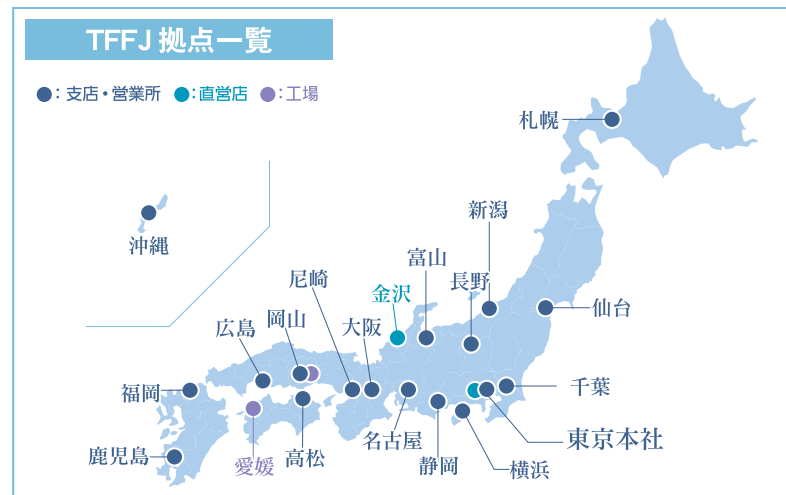 TFFJ 拠点一覧
：支店・営業所 ：直営店 ：工場
札幌
新潟
沖縄
富山
長野
尼崎
金沢
仙台
岡山
広島
大阪
千葉
福岡
東京本社
名古屋
鹿児島
愛媛
高松
静岡
横浜